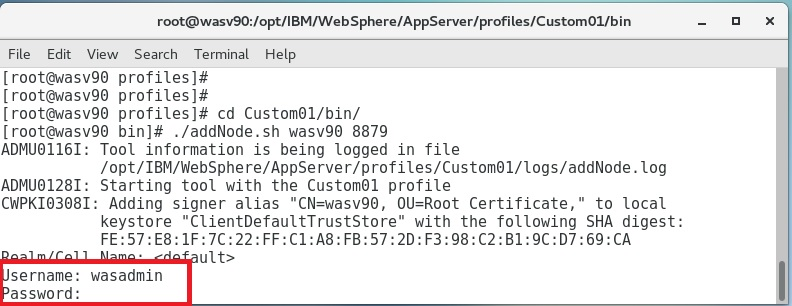 root@wasv90:/opt/IBM/WebSphere/AppServer/profiles/Custom01/bin
File Edit View Search Terminal Help
[root@wasv90 profiles]#
[root@wasv90 profiles]#
[root@wasv90 profiles]# cd Custom01/bin/
[root@wasv90 bin]# ./addNode.sh wasv90 8879
ADMU0116I: Tool information is being logged in file
/opt/IBM/WebSphere/AppServer/profiles/Custom01/logs/addNode.log
ADMU0128I: Starting tool with the Custom01 profile
CWPKI0308I: Adding signer alias "CN=wasv90, OU=Root Certificate," to local
keystore "ClientDefaultTrustStore" with the following SHA digest:
FE:57:E8:1F:7C:22:FF:C1:A8:FB:57:2D:F3:98:C2:B1:9C:D7:69:CA
Realm/Cell Name: <default>
Username: wasadmin
Password: